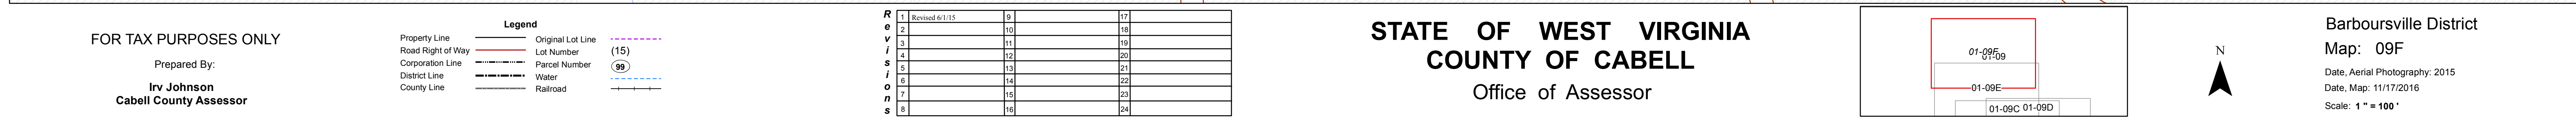 FOR TAX PURPOSES ONLY
Prepared By:
Irv Johnson
Cabell County Assessor
Legend
Property Line
Road Right of Way
Corporation Line
District Line
County Line
Original Lot Line
Lot Number (15)
Parcel Number 99
Water
Railroad
Revisions
1 Revised 6/1/15 9 17
2 10 18
3 11 19
4 12 20
5 13 21
6 14 22
7 15 23
8 16 24
STATE OF WEST VIRGINIA
COUNTY OF CABELL
Office of Assessor
01-09F
01-09
01-09E
01-09C 01-09D
N
Barboursville District
Map: 09F
Date, Aerial Photography: 2015
Date, Map: 11/17/2016
Scale: 1 " = 100 '